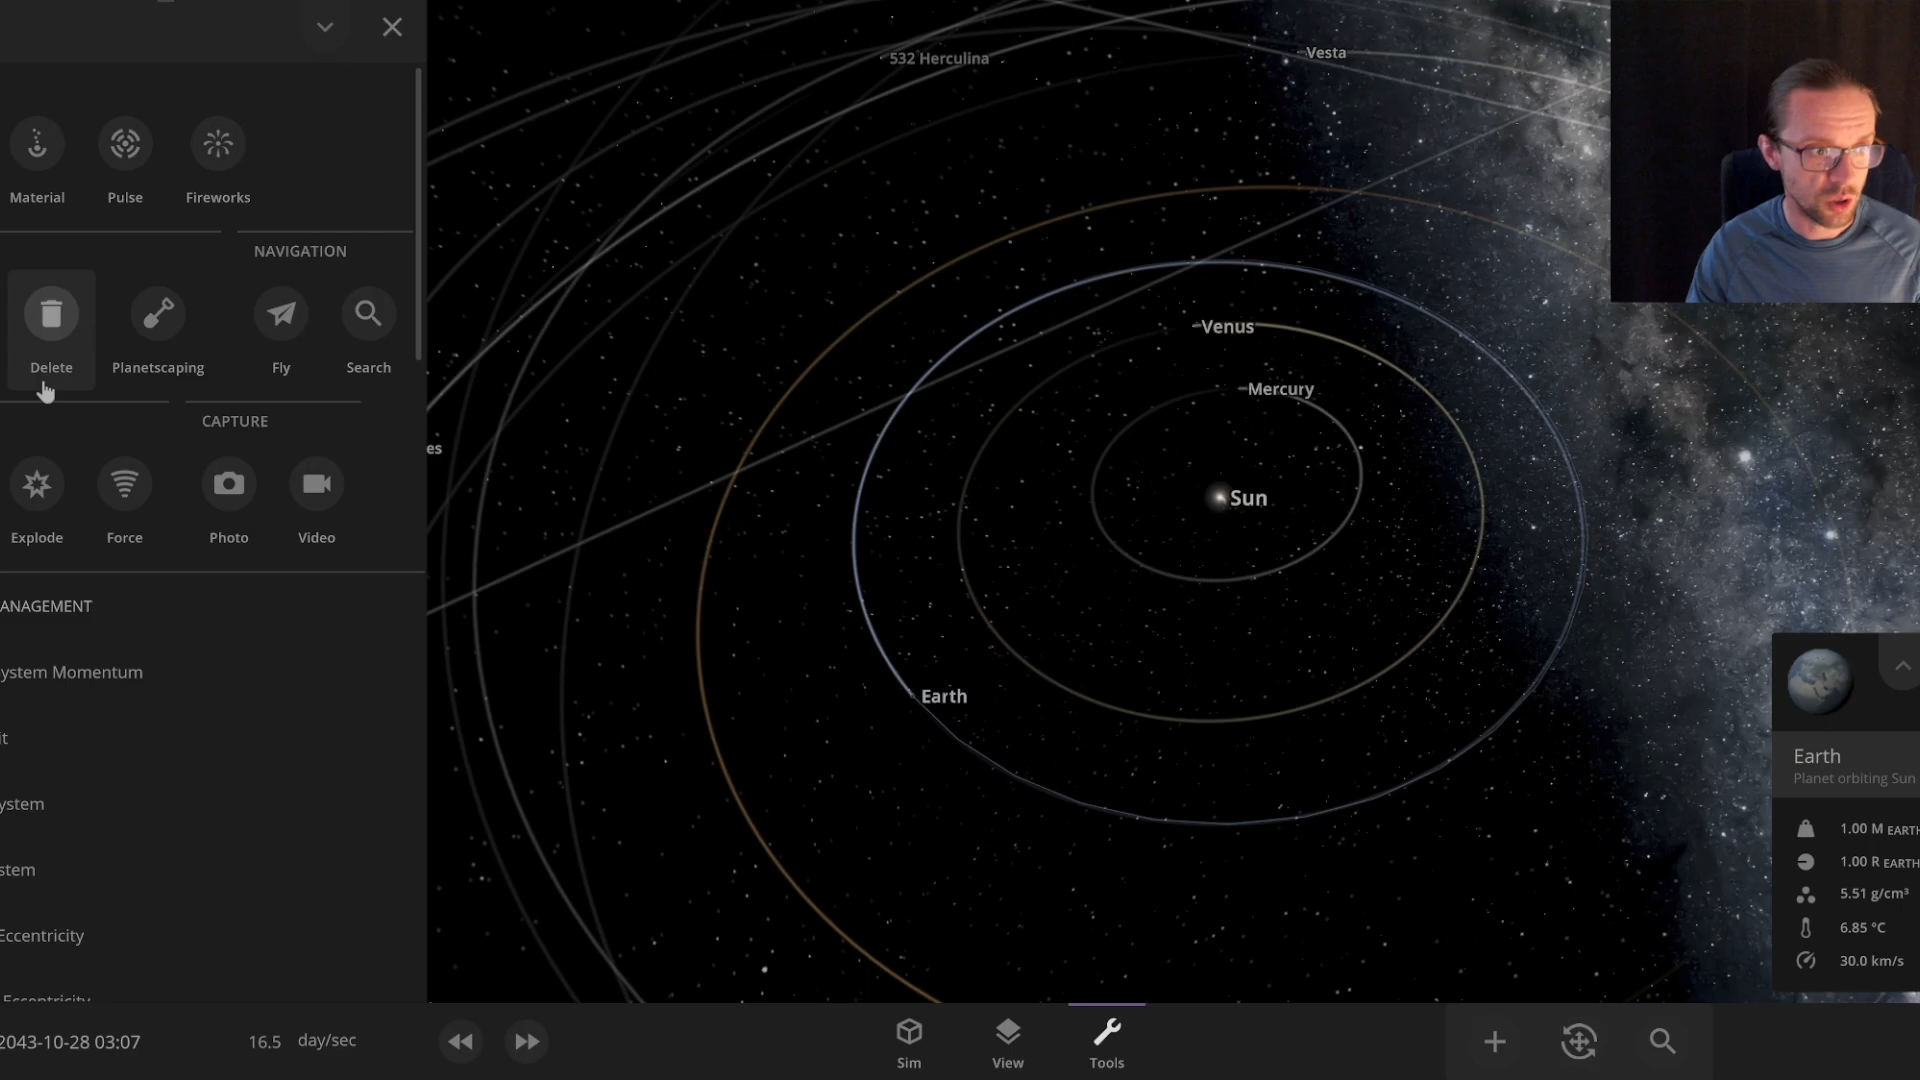 532 Herculina
Vesta
Material
Pulse
Fireworks
NAVIGATION
Delete
Planetscaping
Fly
Search
CAPTURE
Explode
Force
Photo
Video
ANAGEMENT
ystem Momentum
it
ystem
stem
Eccentricity
Eccentricity
es
Venus
Mercury
Sun
Earth
Earth
Planet orbiting Sun
1.00 M EARTH
1.00 R EARTH
5.51 g/cm³
6.85 °C
30.0 km/s
2043-10-28 03:07
16.5 day/sec
Sim
View
Tools